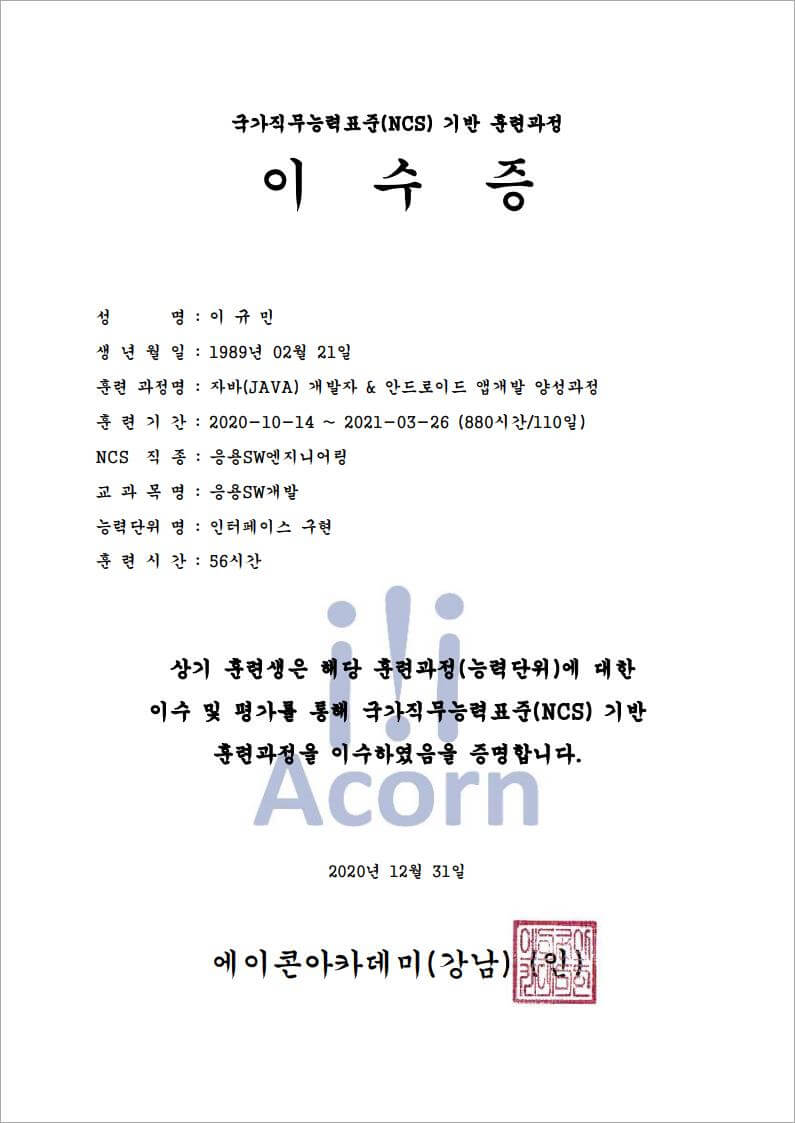 국가직무능력표준(NCS) 기반 훈련과정
이 수 증
성 명 : 이 규 민
생 년 월 일 : 1989년 02월 21일
훈련 과정명 : 자바(JAVA) 개발자 & 안드로이드 앱개발 양성과정
훈 련 기 간 : 2020-10-14 ~ 2021-03-26 (880시간/110일)
NCS 직 종 : 응용SW엔지니어링
교 과 목 명 : 응용SW개발
능력단위 명 : 인터페이스 구현
훈 련 시 간 : 56시간
상기 훈련생은 해당 훈련과정(능력단위)에 대한
이수 및 평가를 통해 국가직무능력표준(NCS) 기반
훈련과정을 이수하였음을 증명합니다.
Acorn
2020년 12월 31일
에이콘아카데미(강남) (인)